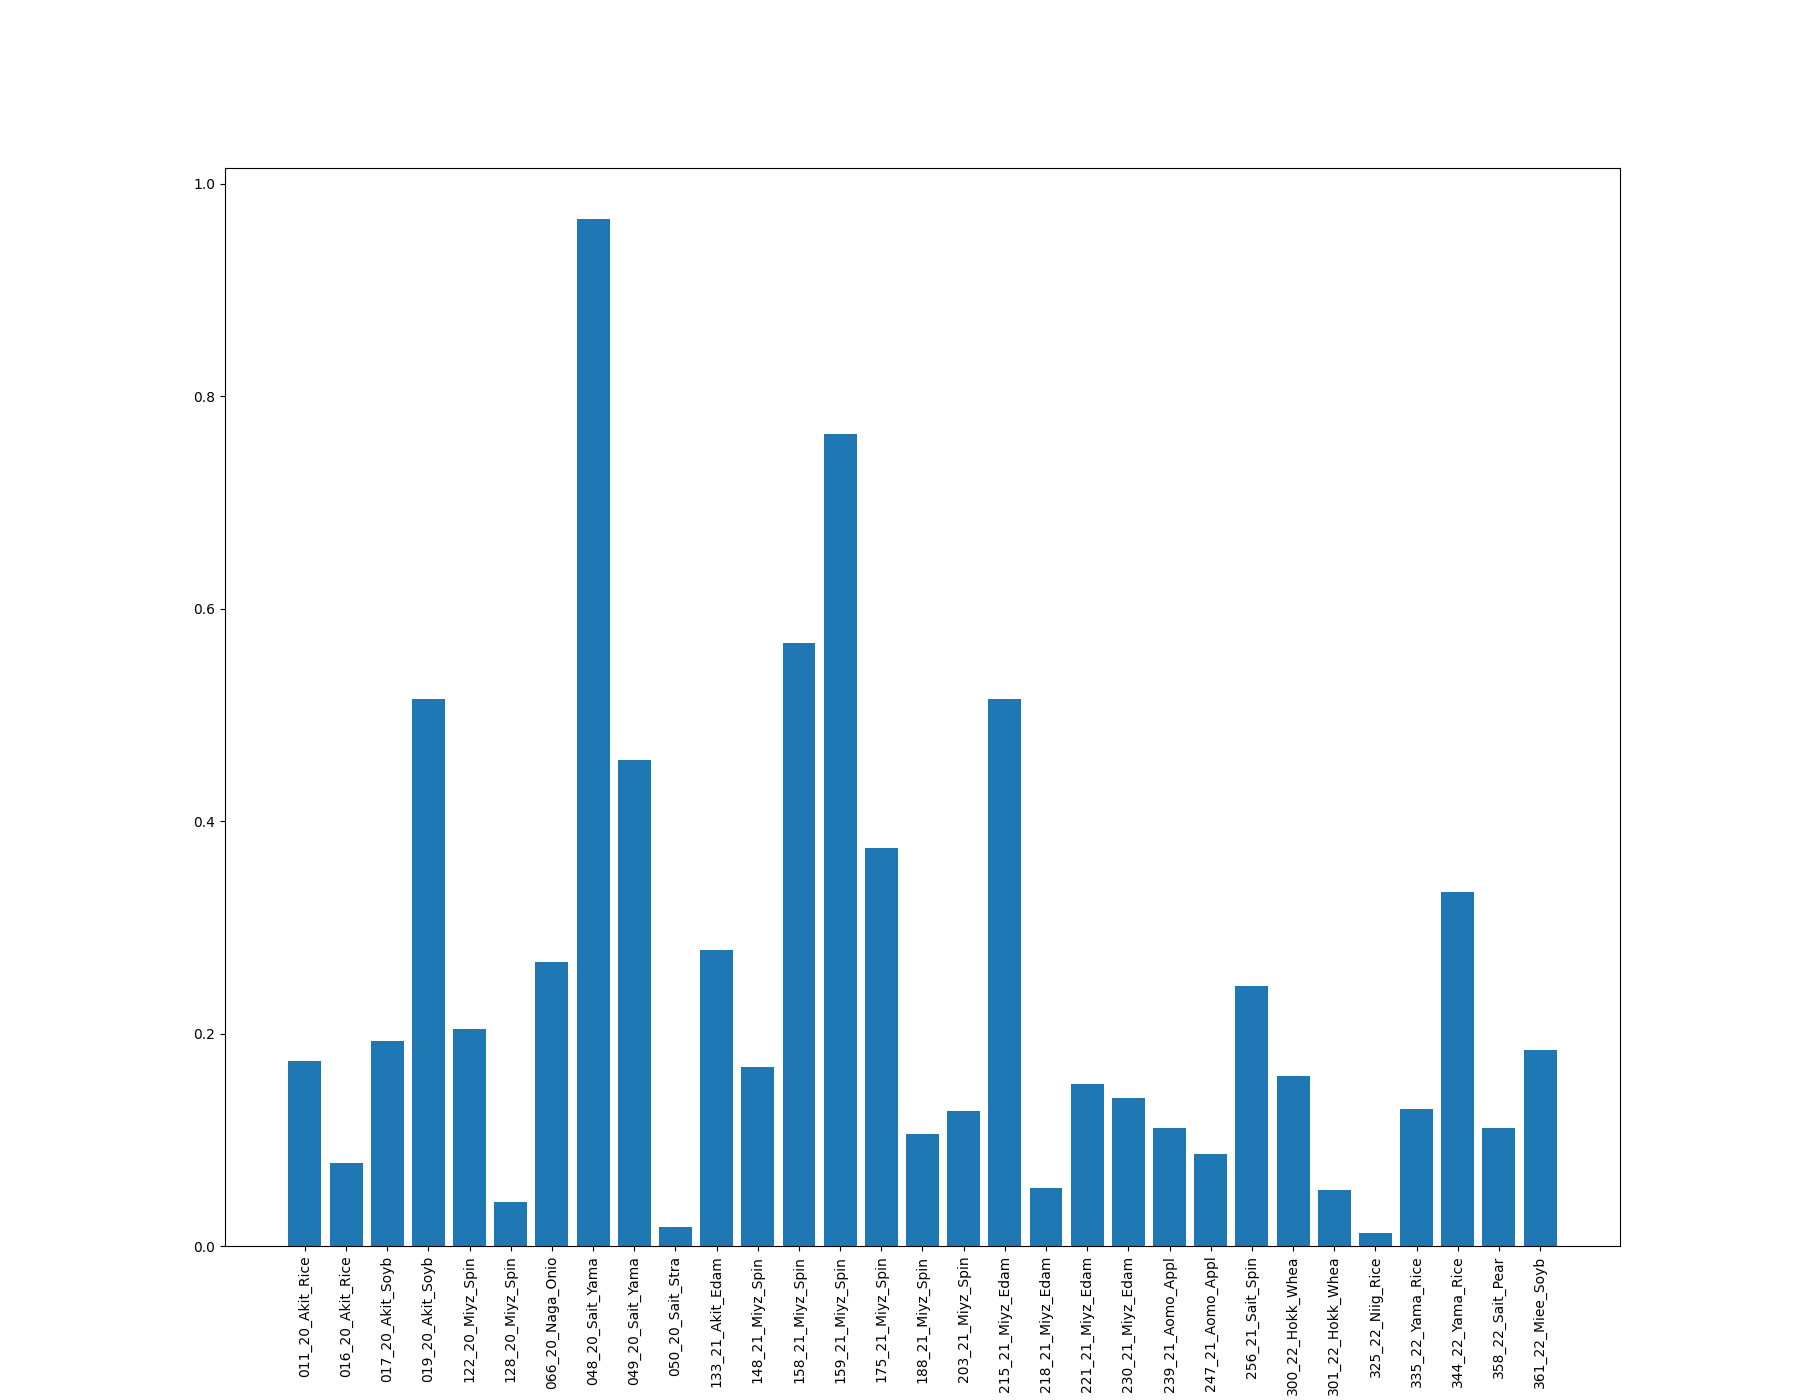 1.0
0.8
0.6
0.4
0.2
0.0
011_20_Akit_Rice
016_20_Akit_Rice
017_20_Akit_Soyb
019_20_Akit_Soyb
122_20_Miyz_Spin
128_20_Miyz_Spin
066_20_Naga_Onio
048_20_Sait_Yama
049_20_Sait_Yama
050_20_Sait_Stra
133_21_Akit_Edam
148_21_Miyz_Spin
158_21_Miyz_Spin
159_21_Miyz_Spin
175_21_Miyz_Spin
188_21_Miyz_Spin
203_21_Miyz_Spin
215_21_Miyz_Edam
218_21_Miyz_Edam
221_21_Miyz_Edam
230_21_Miyz_Edam
239_21_Aomo_Appl
247_21_Aomo_Appl
256_21_Sait_Spin
300_22_Hokk_Whea
301_22_Hokk_Whea
325_22_Niig_Rice
335_22_Yama_Rice
344_22_Yama_Rice
358_22_Sait_Pear
361_22_Miee_Soyb